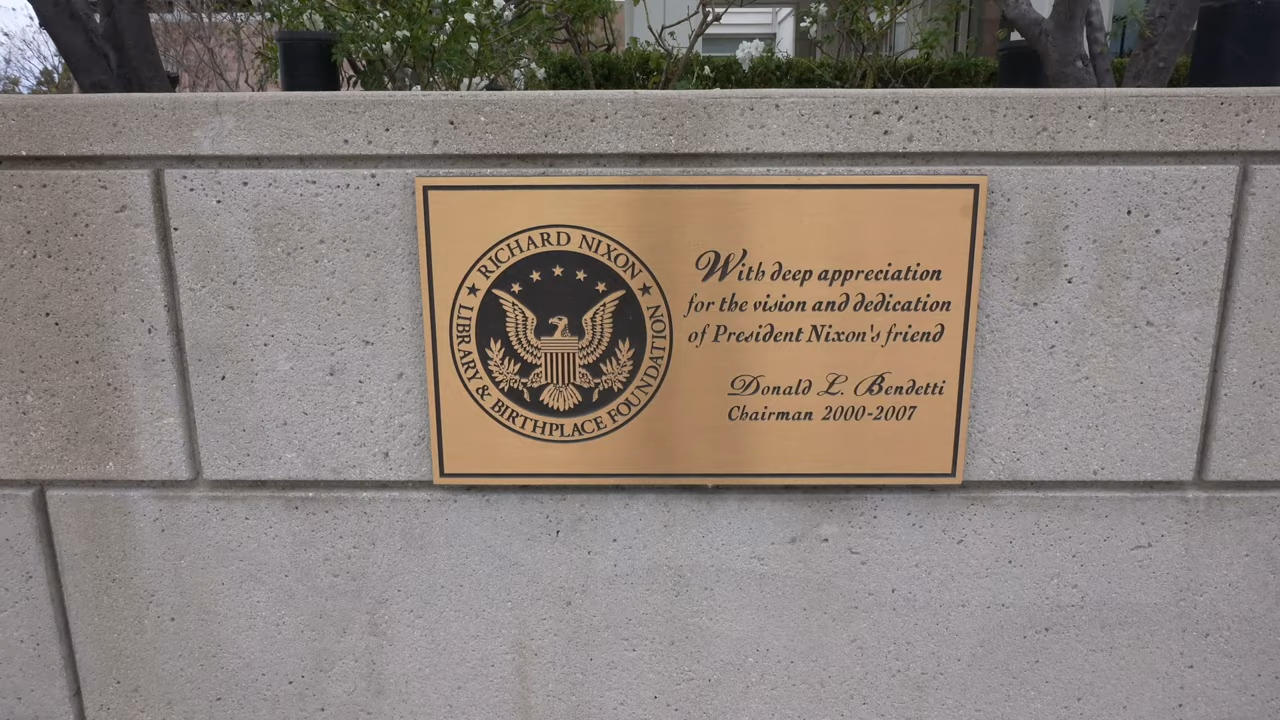 RICHARD NIXON
LIBRARY & BIRTHPLACE FOUNDATION
With deep appreciation
for the vision and dedication
of President Nixon's friend
Donald L. Bendetti
Chairman 2000-2007